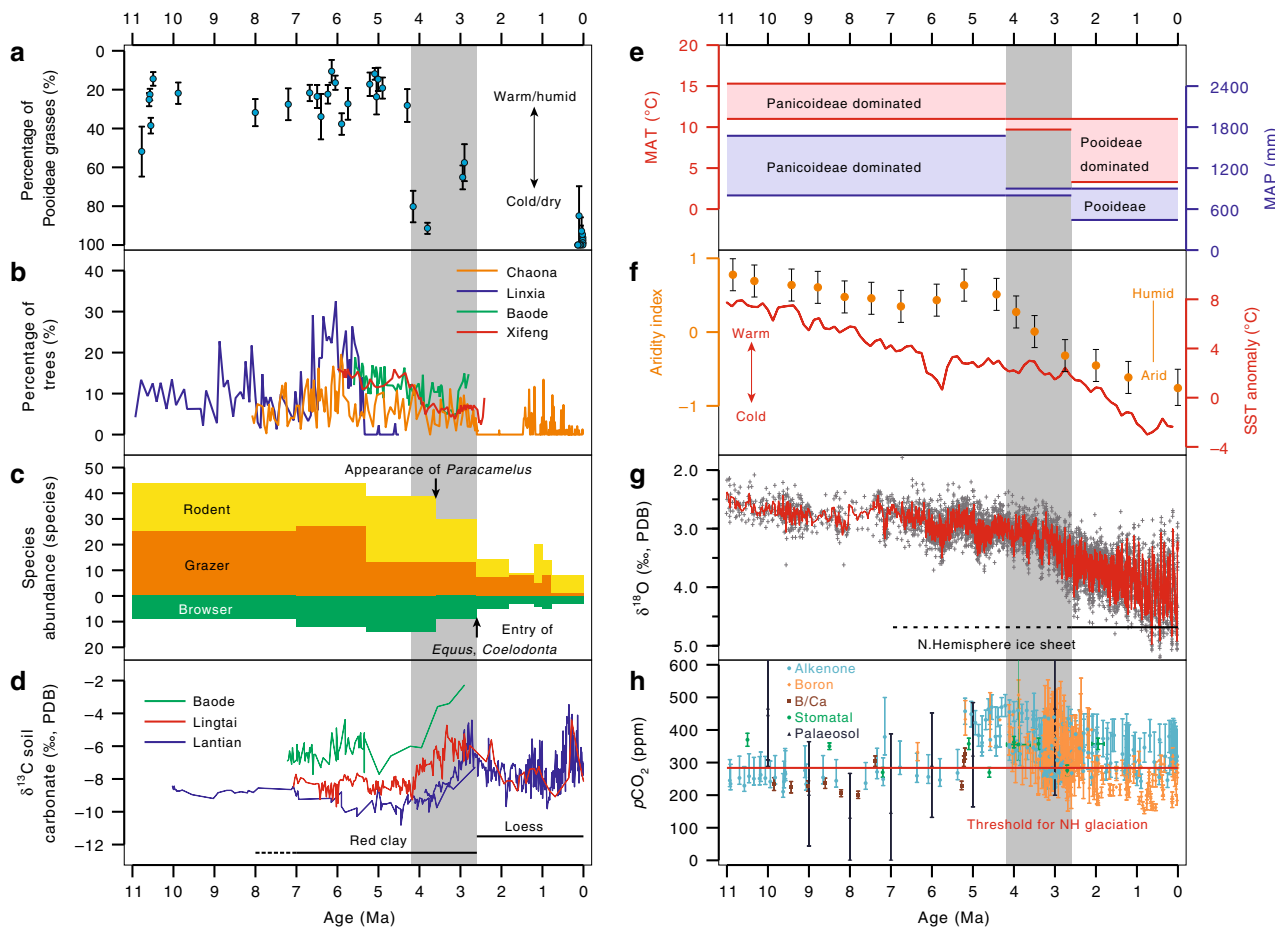 11 10 9 8 7 6 5 4 3 2 1 0
a
Percentage of
Pooideae grasses (%)
0
20
40
60
80
100
Warm/humid
Cold/dry
b
Percentage of
trees (%)
40
30
20
10
0
Chaona
Linxia
Baode
Xifeng
c
Species
abundance (species)
50
40
30
20
10
0
10
20
Appearance of Paracamelus
Rodent
Grazer
Browser
Entry of
Equus, Coelodonta
d
δ¹³C soil
carbonate (‰, PDB)
−2
−4
−6
−8
−10
−12
Baode
Lingtai
Lantian
Loess
Red clay
11 10 9 8 7 6 5 4 3 2 1 0
Age (Ma)
11 10 9 8 7 6 5 4 3 2 1 0
e
MAT (°C)
20
15
10
5
0
Panicoideae dominated
Panicoideae dominated
Pooideae
dominated
Pooideae
2400
1800
1200
600
0
MAP (mm)
f
Aridity index
1
0
−1
Warm
Cold
Humid
Arid
8
4
0
−4
SST anomaly (°C)
g
δ¹⁸O (‰, PDB)
2.0
3.0
4.0
5.0
N.Hemisphere ice sheet
h
pCO₂ (ppm)
600
500
400
300
200
100
0
Alkenone
Boron
B/Ca
Stomatal
Palaeosol
Threshold for NH glaciation
11 10 9 8 7 6 5 4 3 2 1 0
Age (Ma)